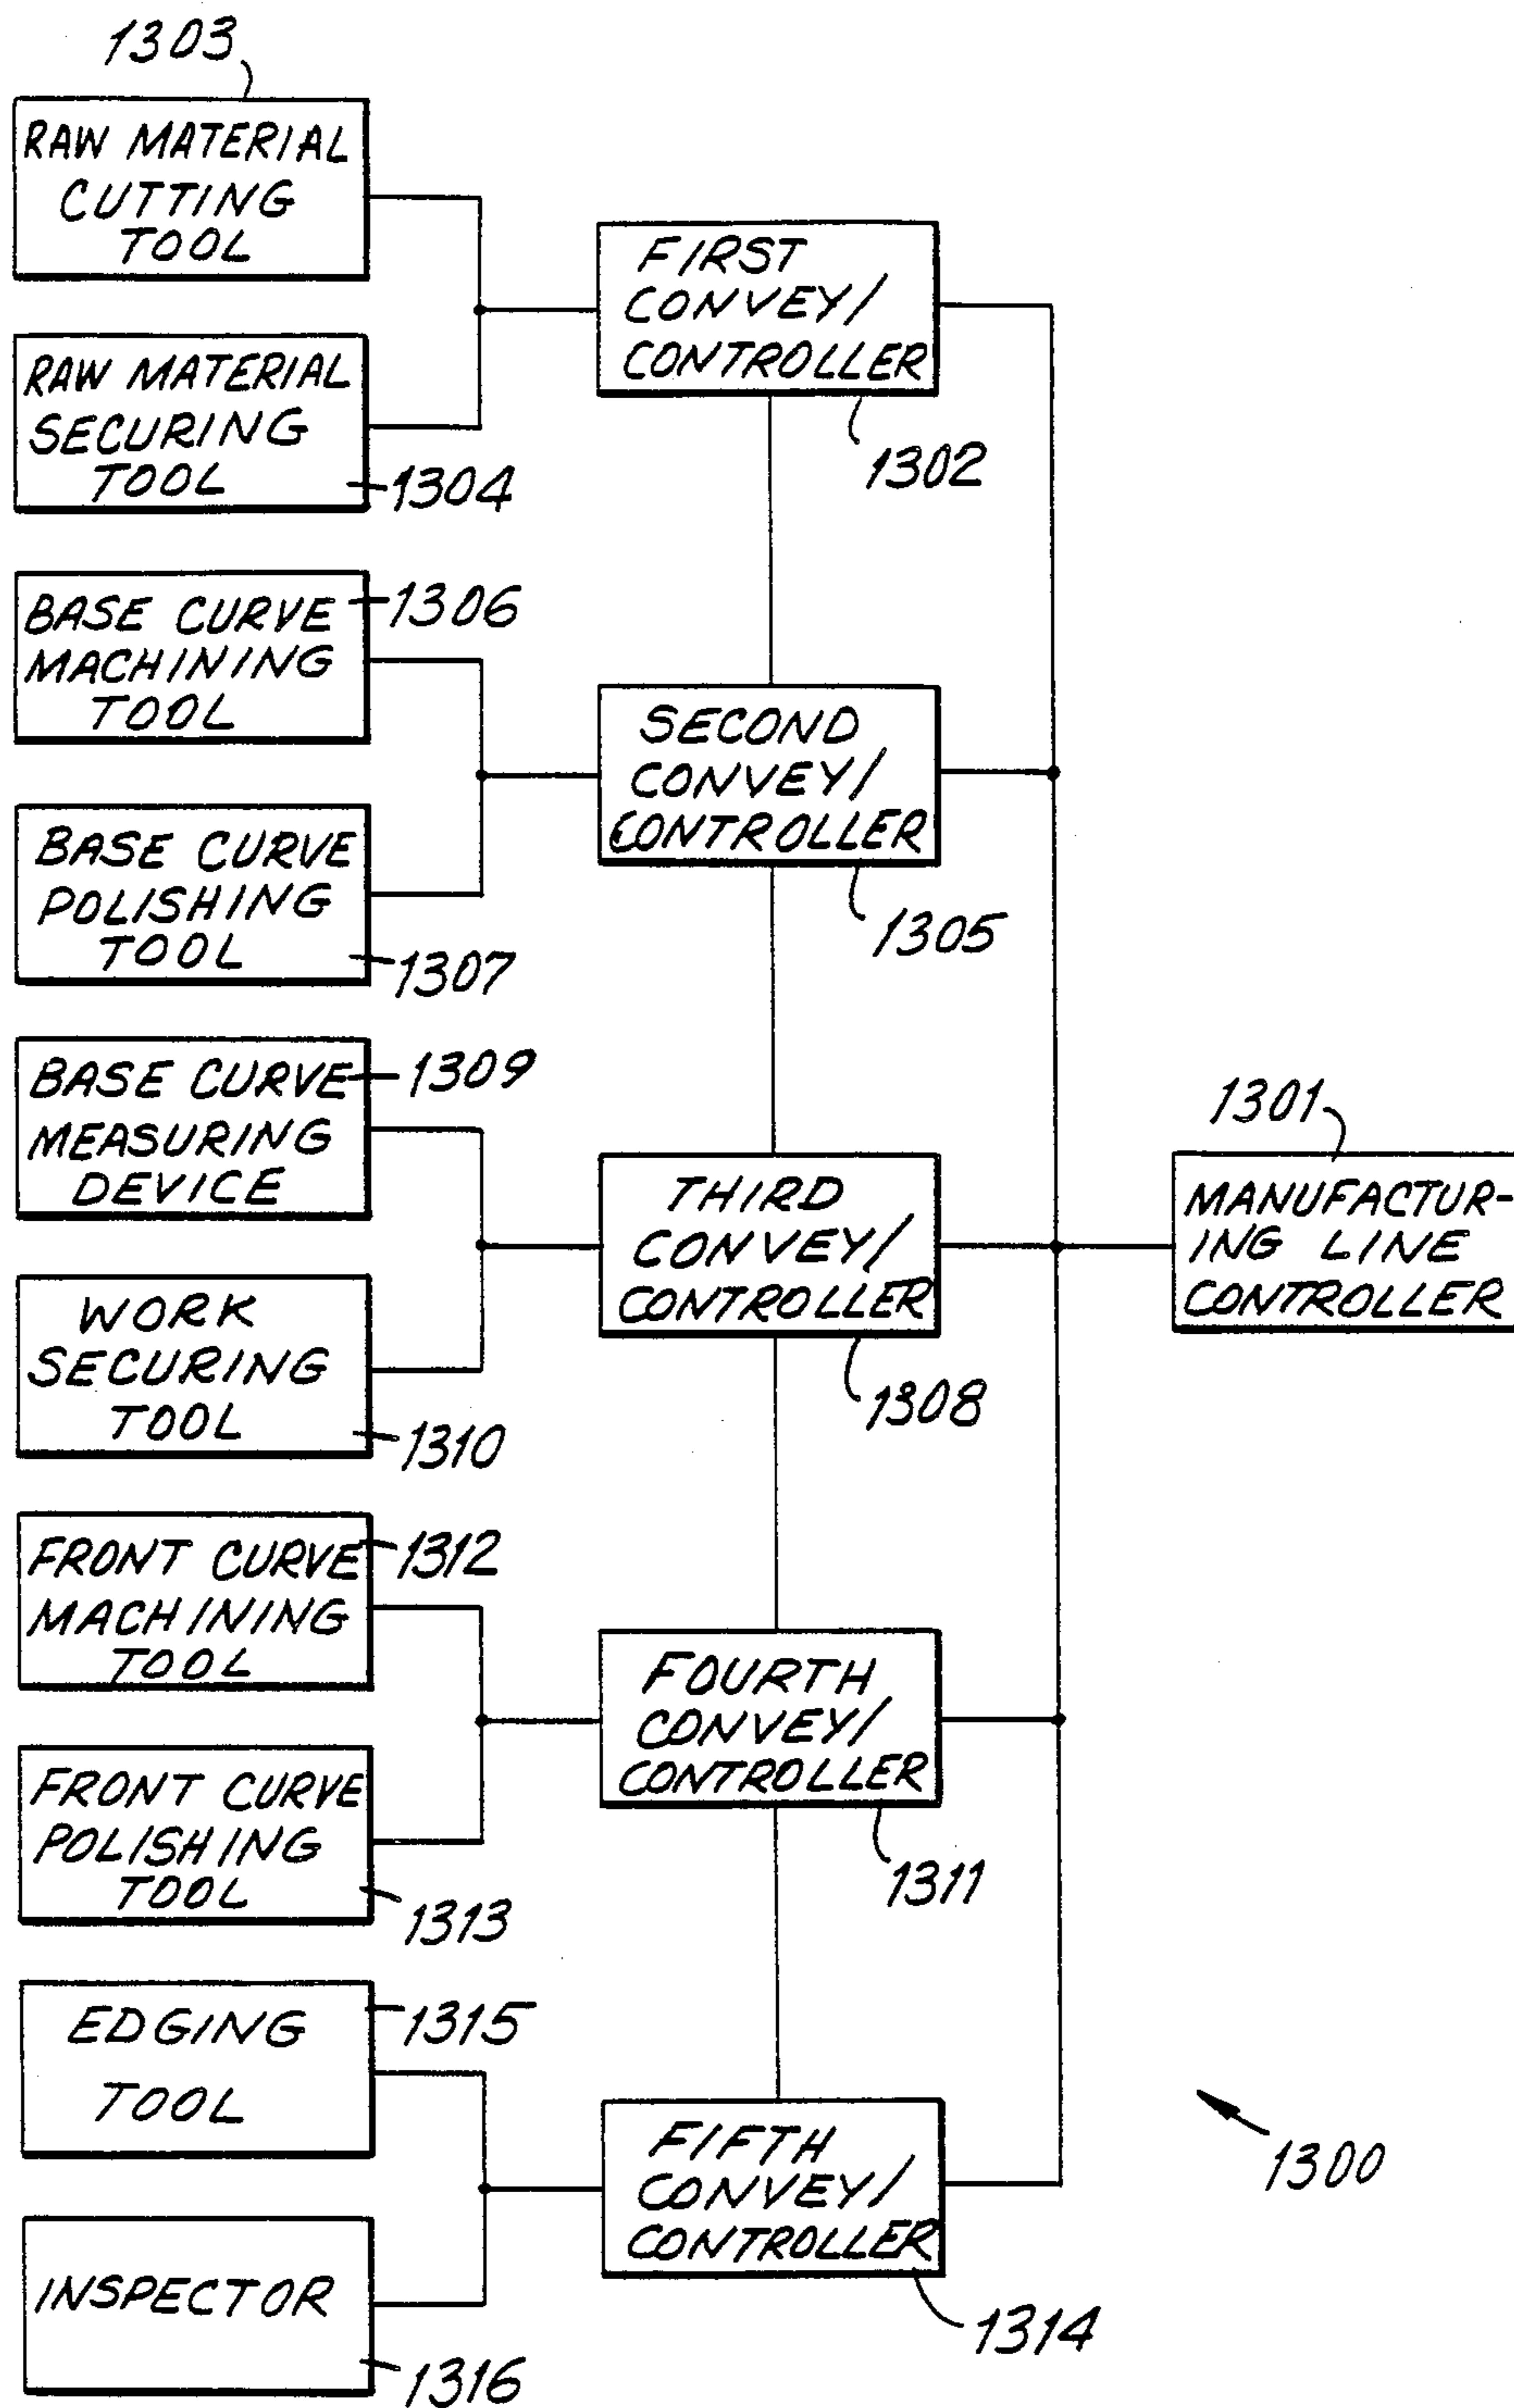 1303
RAW MATERIAL
CUTTING
TOOL
RAW MATERIAL
SECURING
TOOL
1304
FIRST
CONVEY/
CONTROLLER
1302
BASE CURVE
MACHINING
TOOL
1306
BASE CURVE
POLISHING
TOOL
1307
SECOND
CONVEY/
CONTROLLER
1305
BASE CURVE
MEASURING
DEVICE
1309
WORK
SECURING
TOOL
1310
THIRD
CONVEY/
CONTROLLER
1308
1301
MANUFACTUR-
ING LINE
CONTROLLER
FRONT CURVE
MACHINING
TOOL
1312
FRONT CURVE
POLISHING
TOOL
1313
FOURTH
CONVEY/
CONTROLLER
1311
EDGING
TOOL
1315
INSPECTOR
1316
FIFTH
CONVEY/
CONTROLLER
1314
1300